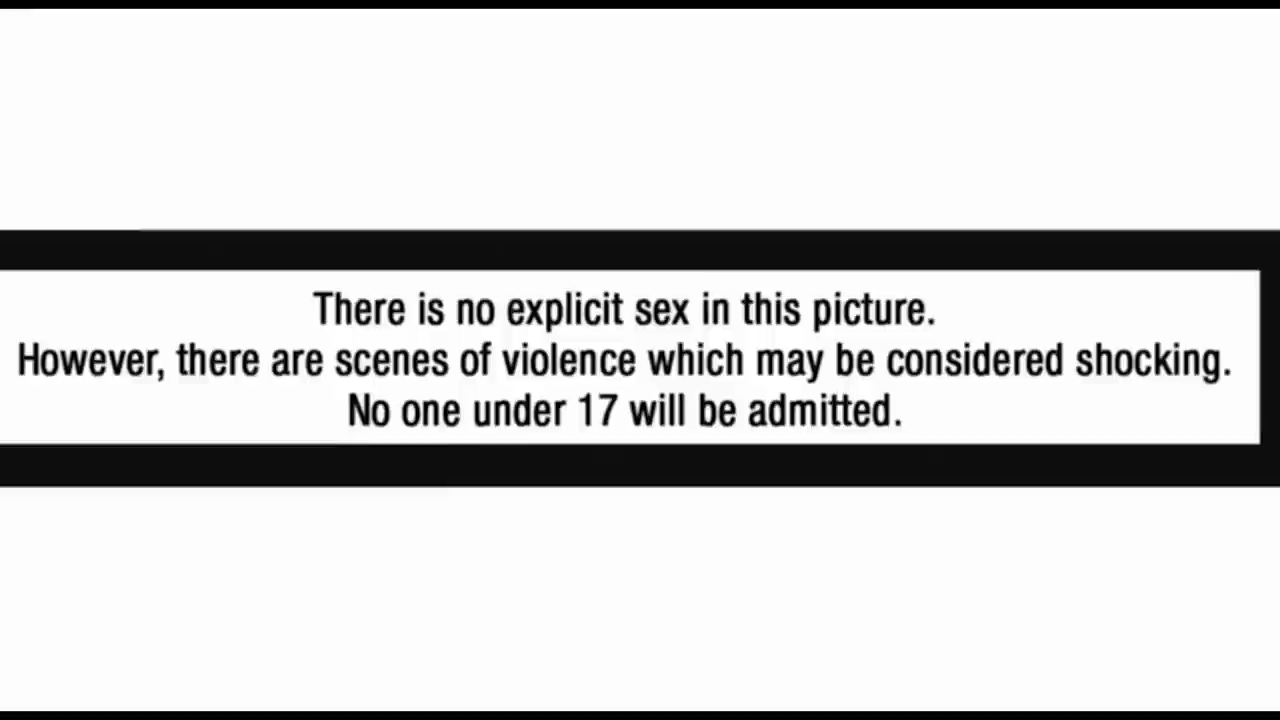 There is no explicit sex in this picture.
However, there are scenes of violence which may be considered shocking.
No one under 17 will be admitted.